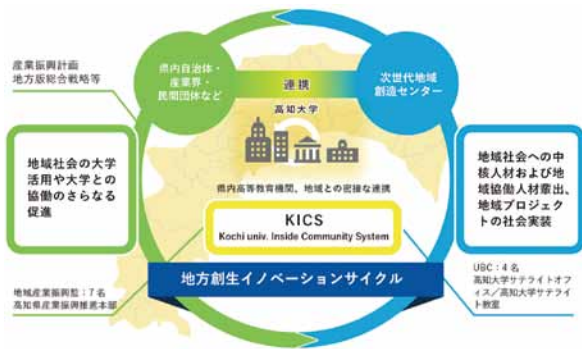 産業振興計画
地方版総合戦略等
県内自治体・
産業界・
民間団体など
連携
次世代地域
創造センター
高知大学
地域社会の大学
活用や大学との
協働のさらなる
促進
地域社会への中
核人材および地
域協働人材輩出、
地域プロジェク
トの社会実装
県内高等教育機関、地域との密接な連携
KICS
Kochi univ. Inside Community System
地方創生イノベーションサイクル
地域産業振興監：7名
高知県産業振興推進本部
UBC：4名
高知大学サテライトオフ
ィス／高知大学サテライ
ト教室